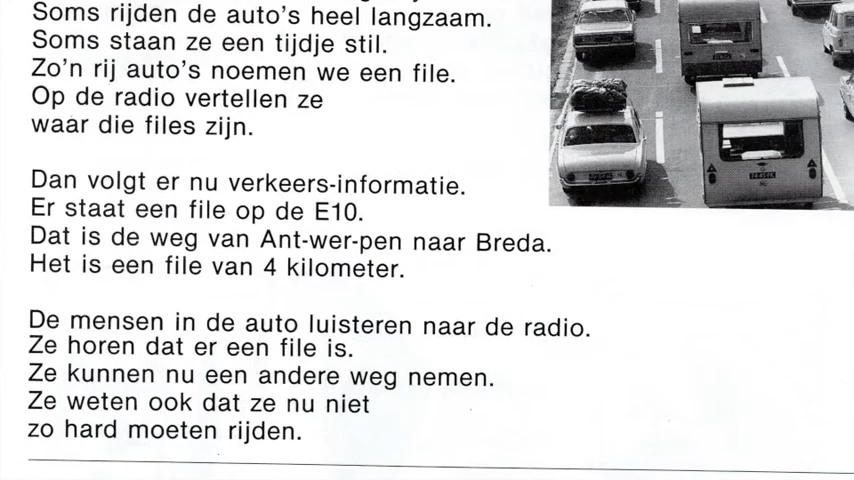 Soms rijden de auto's heel langzaam.
Soms staan ze een tijdje stil.
Zo'n rij auto's noemen we een file.
Op de radio vertellen ze
waar die files zijn.
Dan volgt er nu verkeers-informatie.
Er staat een file op de E10.
Dat is de weg van Ant-wer-pen naar Breda.
Het is een file van 4 kilometer.
De mensen in de auto luisteren naar de radio.
Ze horen dat er een file is.
Ze kunnen nu een andere weg nemen.
Ze weten ook dat ze nu niet
zo hard moeten rijden.